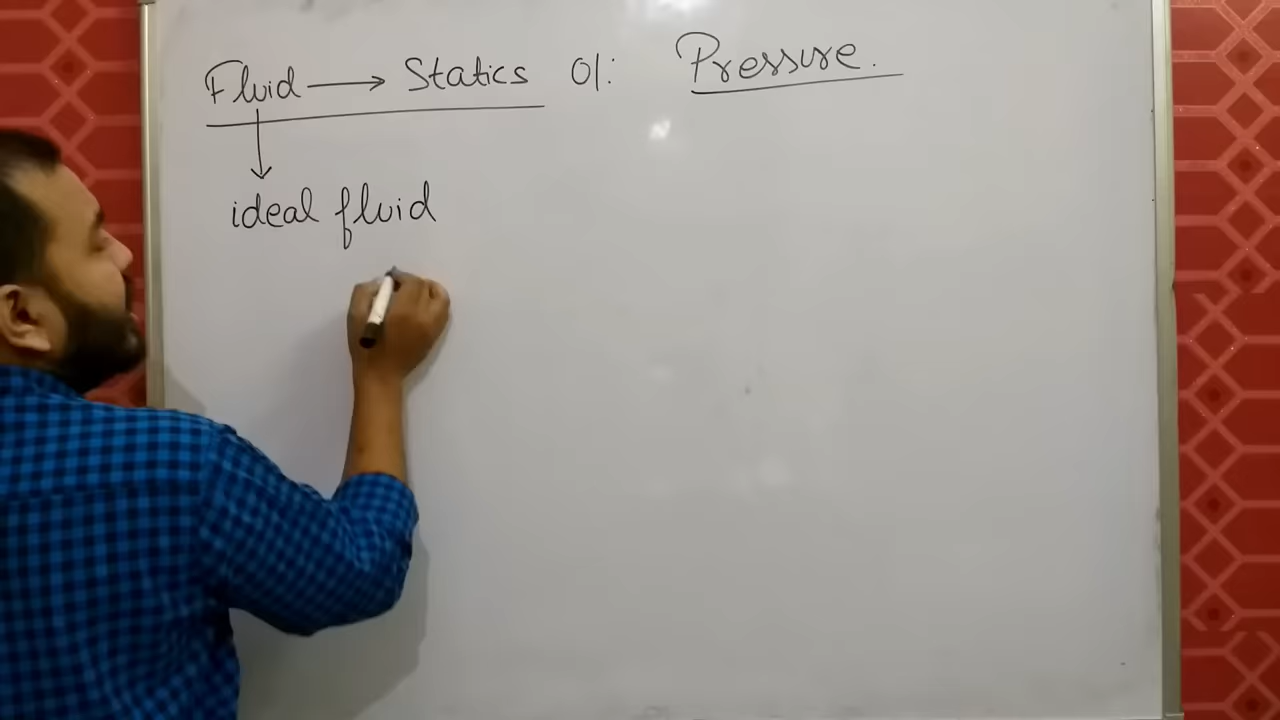 Fluid → Statics 01: Pressure.
ideal fluid